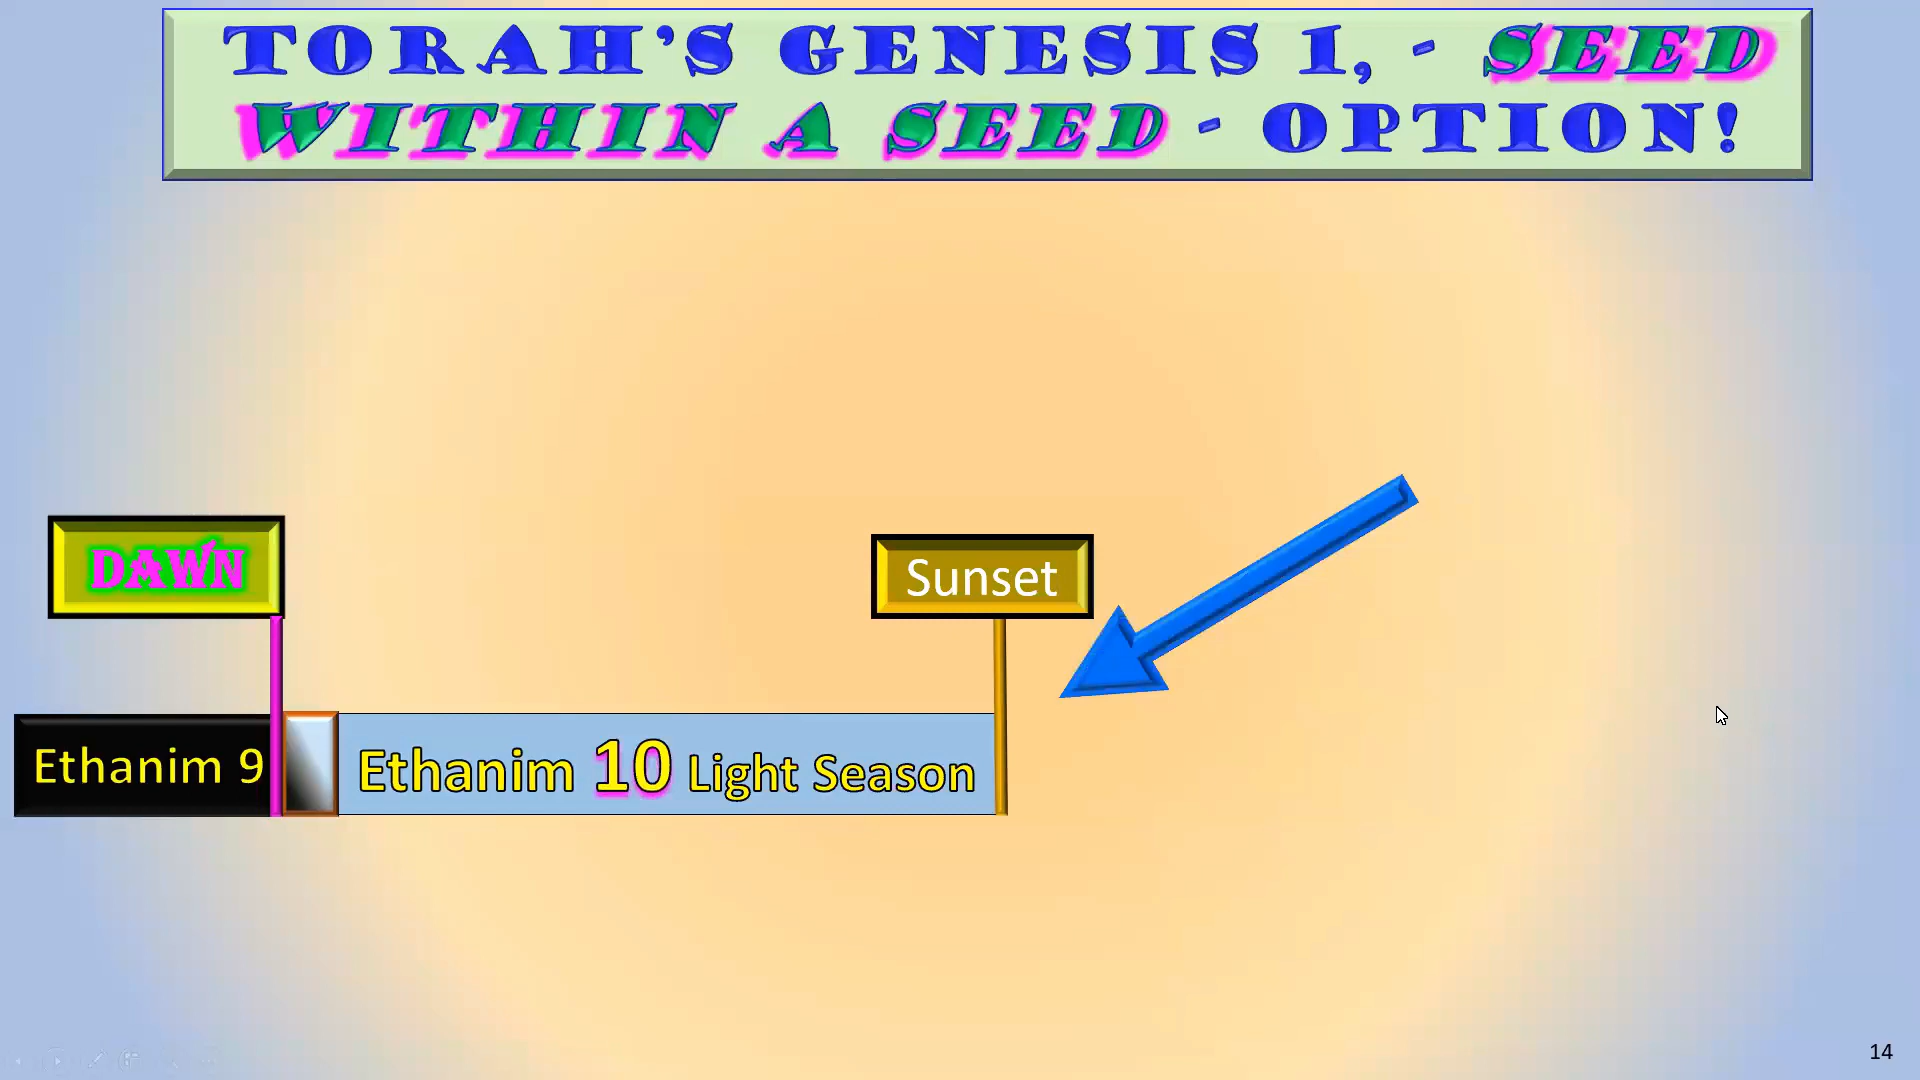 TORAH'S GENESIS 1, - SEED
WITHIN A SEED - OPTION!
DAWN
Sunset
Ethanim 9
Ethanim 10 Light Season
14